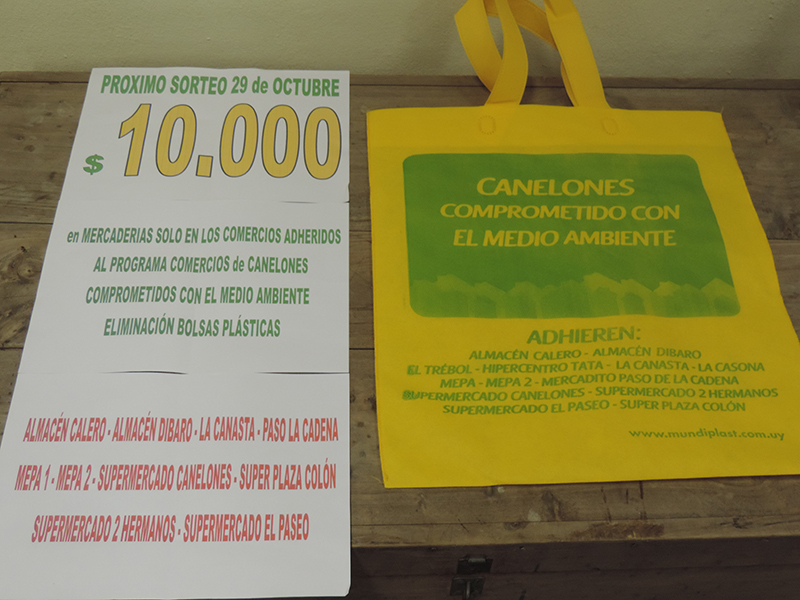 PROXIMO SORTEO 29 de OCTUBRE
$ 10.000
en MERCADERIAS SOLO EN LOS COMERCIOS ADHERIDOS
AL PROGRAMA COMERCIOS de CANELONES
COMPROMETIDOS CON EL MEDIO AMBIENTE
ELIMINACIÓN BOLSAS PLÁSTICAS
ALMACÉN CALERO - ALMACÉN DIBARO - LA CANASTA - PASO LA CADENA
MEPA 1 - MEPA 2 - SUPERMERCADO CANELONES - SUPER PLAZA COLÓN
SUPERMERCADO 2 HERMANOS - SUPERMERCADO EL PASEO
CANELONES
COMPROMETIDO CON
EL MEDIO AMBIENTE
ADHIEREN:
ALMACÉN CALERO - ALMACÉN DIBARO
EL TRÉBOL - HIPERCENTRO TATA - LA CANASTA - LA CASONA
MEPA - MEPA 2 - MERCADITO PASO DE LA CADENA
SUPERMERCADO CANELONES - SUPERMERCADO 2 HERMANOS
SUPERMERCADO EL PASEO - SUPER PLAZA COLÓN
www.mundiplast.com.uy